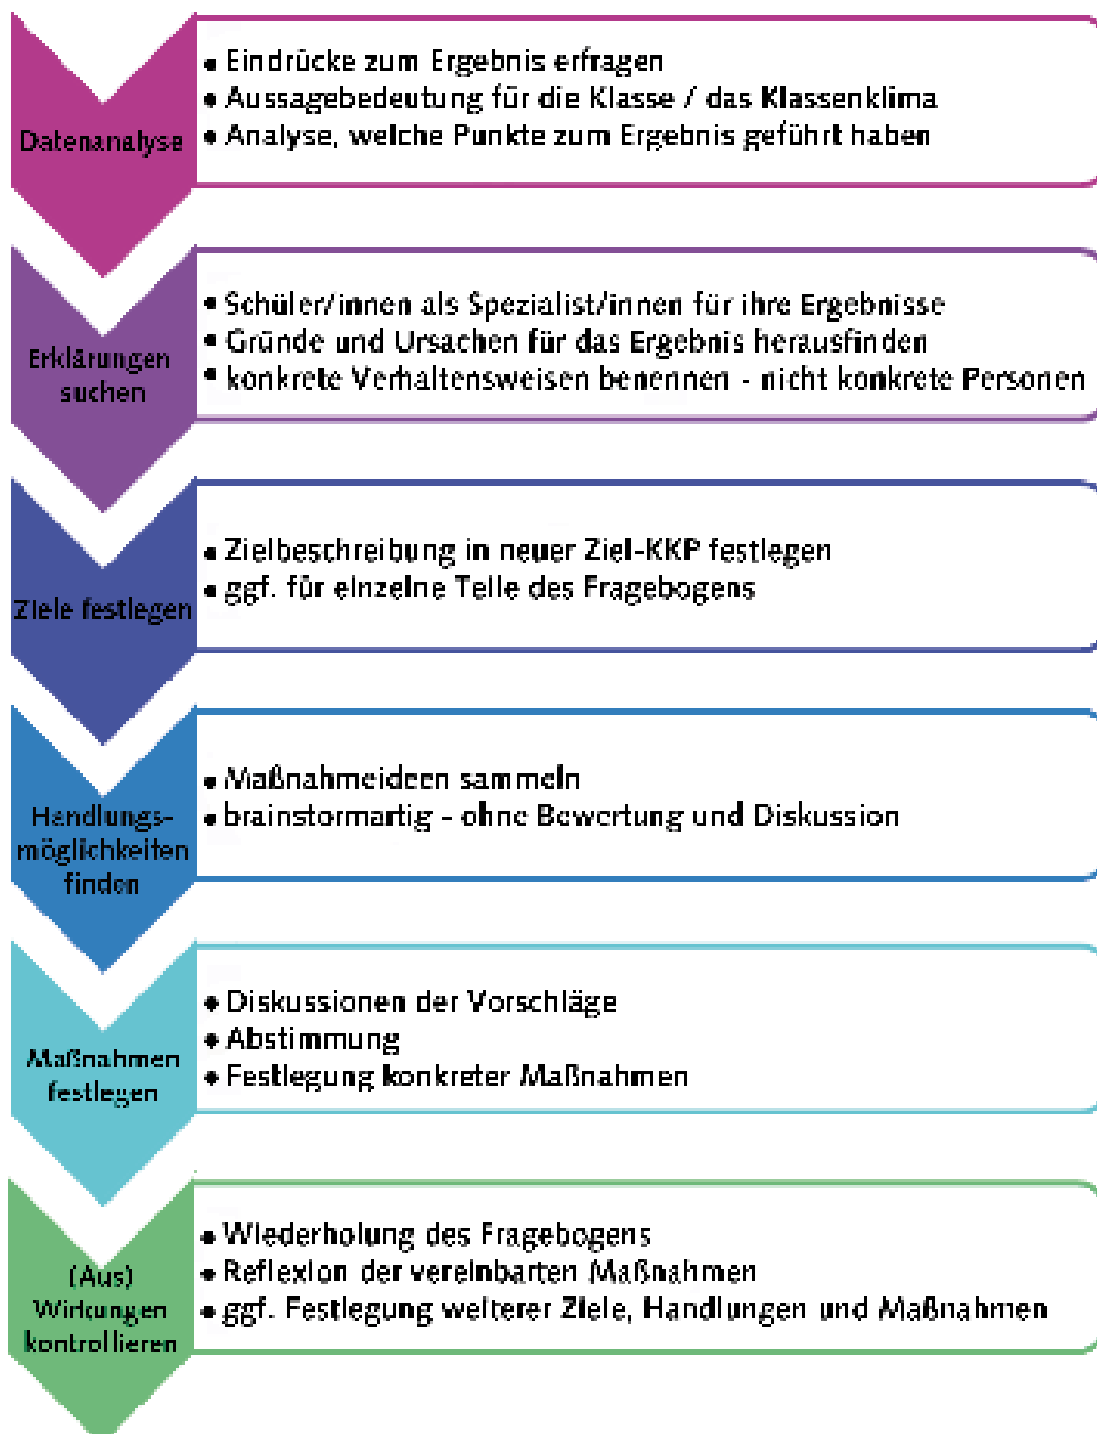 Datenanalyse
• Eindrücke zum Ergebnis erfragen
• Aussagebedeutung für die Klasse / das Klassenklima
• Analyse, welche Punkte zum Ergebnis geführt haben
Erklärungen
suchen
• Schüler/innen als Spezialist/innen für ihre Ergebnisse
• Gründe und Ursachen für das Ergebnis herausfinden
• konkrete Verhaltensweisen benennen - nicht konkrete Personen
Ziele festlegen
• Zielbeschreibung in neuer Ziel-KKP festlegen
• ggf. für einzelne Teile des Fragebogens
Handlungs-
möglichkeiten
finden
• Maßnahmeideen sammeln
• brainstormartig - ohne Bewertung und Diskussion
Maßnahmen
festlegen
• Diskussionen der Vorschläge
• Abstimmung
• Festlegung konkreter Maßnahmen
(Aus)
Wirkungen
kontrollieren
• Wiederholung des Fragebogens
• Reflexion der vereinbarten Maßnahmen
• ggf. Festlegung weiterer Ziele, Handlungen und Maßnahmen